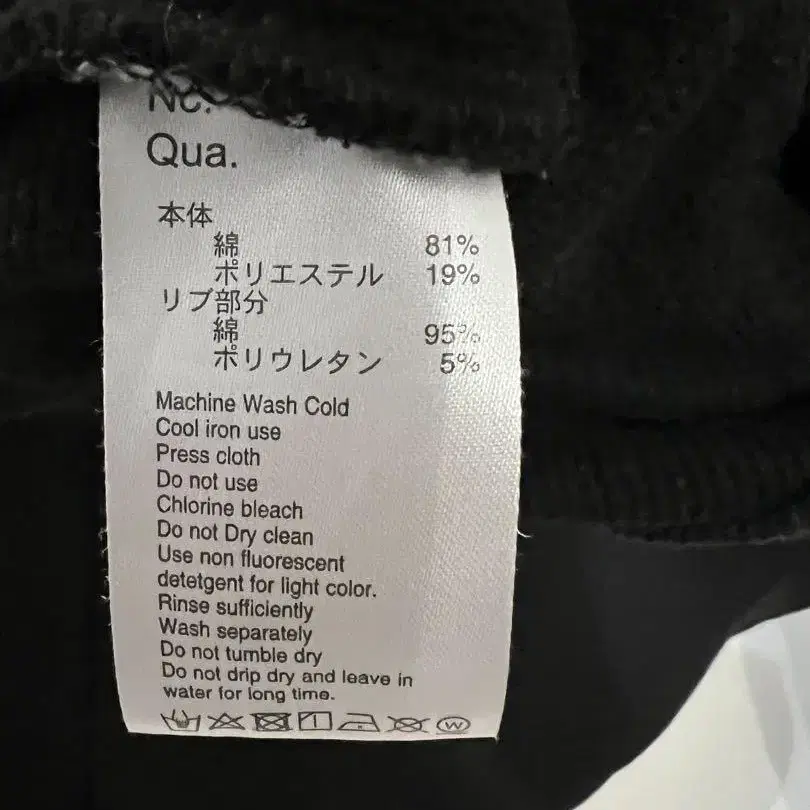 Qua.
本体
綿 81%
ポリエステル 19%
リブ部分
綿 95%
ポリウレタン 5%
Machine Wash Cold
Cool iron use
Press cloth
Do not use
Chlorine bleach
Do not Dry clean
Use non fluorescent
detetgent for light color.
Rinse sufficiently
Wash separately
Do not tumble dry
Do not drip dry and leave in
water for long time.
W